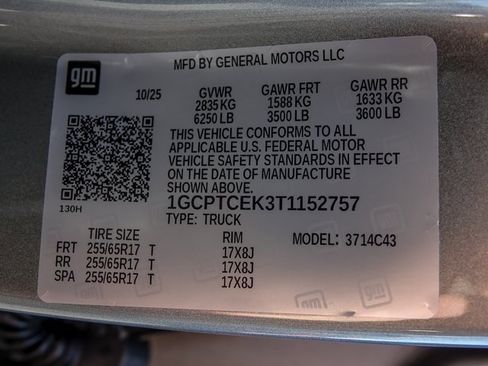 gm
MFD BY GENERAL MOTORS LLC
10/25 GVWR GAWR FRT GAWR RR
2835 KG 1588 KG 1633 KG
6250 LB 3500 LB 3600 LB
THIS VEHICLE CONFORMS TO ALL
APPLICABLE U.S. FEDERAL MOTOR
VEHICLE SAFETY STANDARDS IN EFFECT
ON THE DATE OF MANUFACTURE
SHOWN ABOVE.
130H
1GCPTCEK3T1152757
TYPE: TRUCK
TIRE SIZE RIM MODEL: 3714C43
FRT 255/65R17 T 17X8J
RR 255/65R17 T 17X8J
SPA 255/65R17 T 17X8J
gm
gm